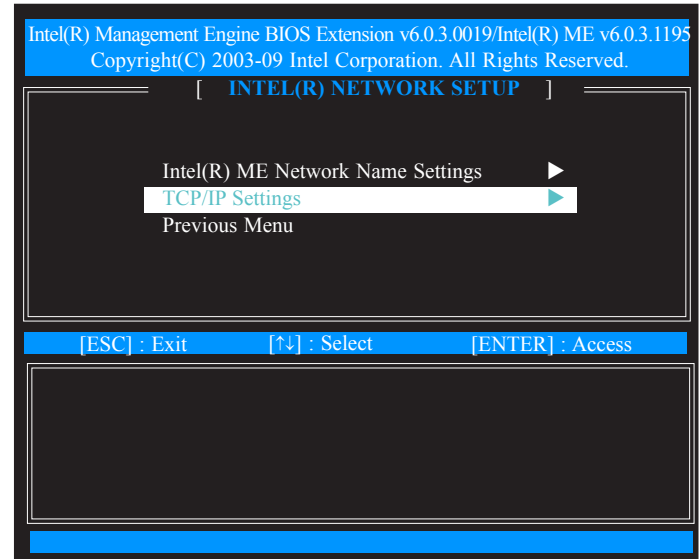 Intel(R) Management Engine BIOS Extension v6.0.3.0019/Intel(R) ME v6.0.3.1195
Copyright(C) 2003-09 Intel Corporation. All Rights Reserved.
[ INTEL(R) NETWORK SETUP ]
Intel(R) ME Network Name Settings ▶
TCP/IP Settings ▶
Previous Menu
[ESC] : Exit [↑↓] : Select [ENTER] : Access